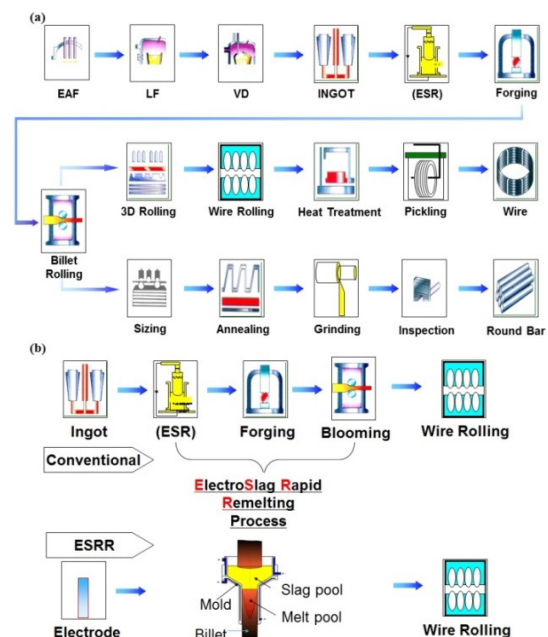 (a)
EAF
LF
VD
INGOT
(ESR)
Forging
3D Rolling
Wire Rolling
Heat Treatment
Pickling
Wire
Billet
Rolling
Sizing
Annealing
Grinding
Inspection
Round Bar
(b)
Ingot
(ESR)
Forging
Blooming
Wire Rolling
Conventional
ElectroSlag Rapid
Remelting
Process
ESRR
Slag pool
Mold
Melt pool
Billet
Electrode
Wire Rolling